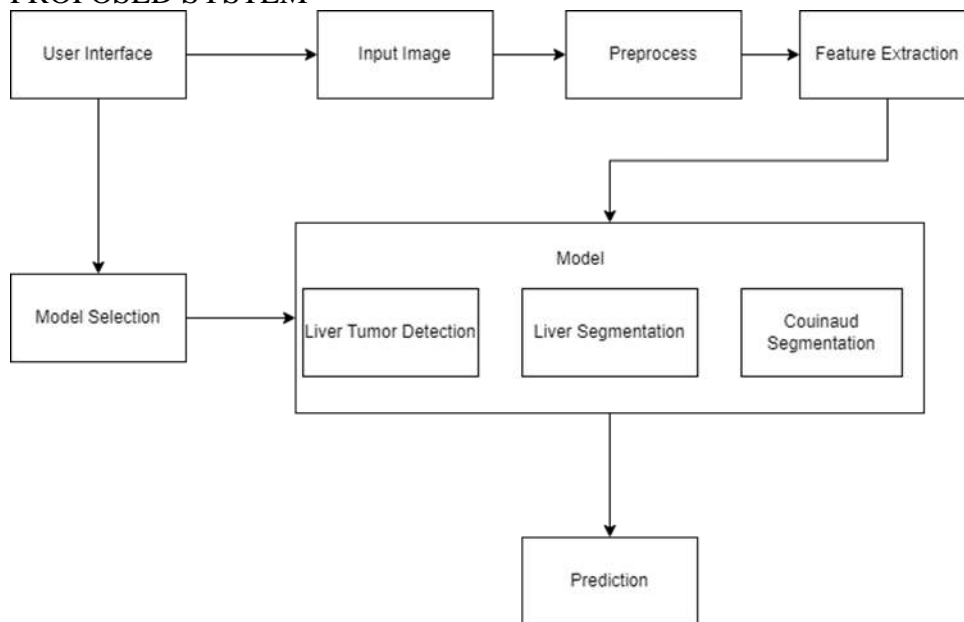 PROPOSED SYSTEM
User Interface
Input Image
Preprocess
Feature Extraction
Model
Model Selection
Liver Tumor Detection
Liver Segmentation
Couinaud
Segmentation
Prediction